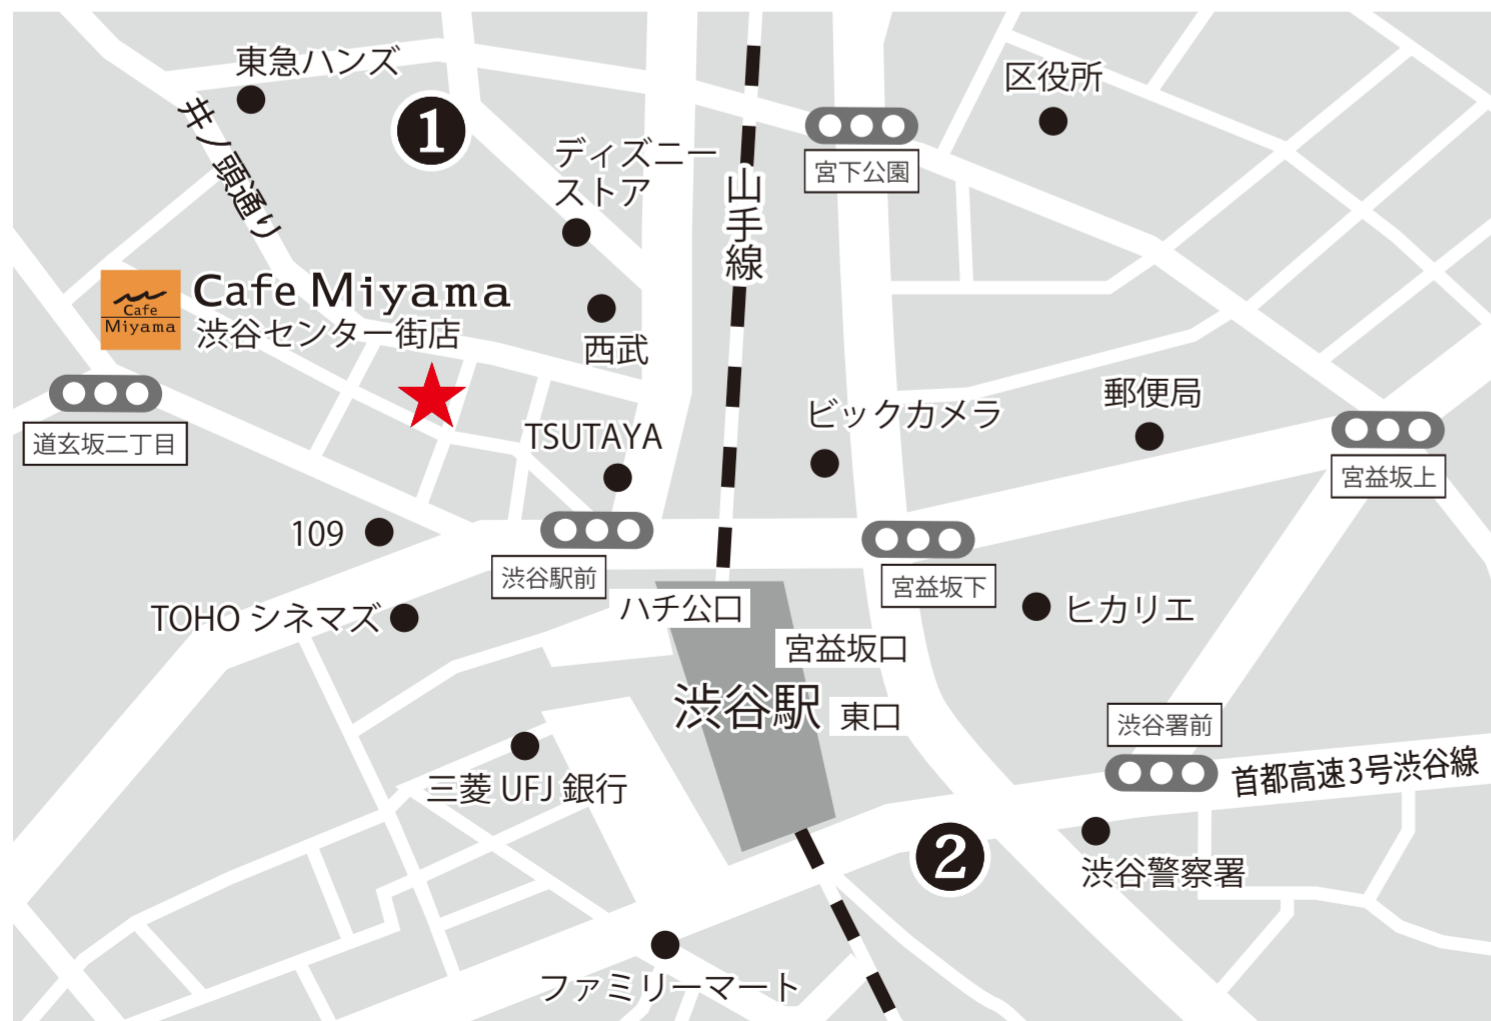 東急ハンズ
区役所
井ノ頭通り
1
宮下公園
ディズニー
ストア
山手線
Cafe
Miyama
Cafe Miyama
渋谷センター街店
西武
道玄坂二丁目
TSUTAYA
ビックカメラ
郵便局
宮益坂上
109
渋谷駅前
宮益坂下
TOHO シネマズ
ハチ公口
ヒカリエ
宮益坂口
渋谷駅
東口
渋谷署前
三菱 UFJ 銀行
首都高速3号渋谷線
2
渋谷警察署
ファミリーマート